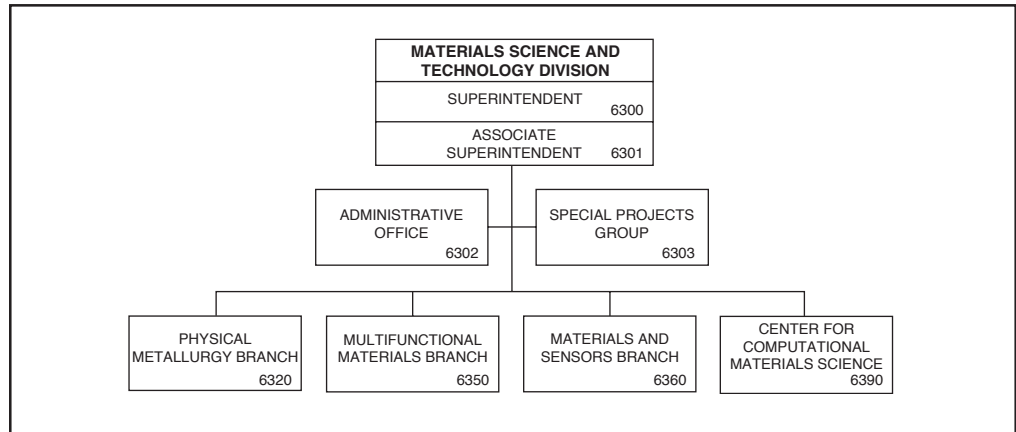 MATERIALS SCIENCE AND
TECHNOLOGY DIVISION
SUPERINTENDENT
6300
ASSOCIATE
SUPERINTENDENT 6301
ADMINISTRATIVE
OFFICE
6302
SPECIAL PROJECTS
GROUP
6303
PHYSICAL
METALLURGY BRANCH
6320
MULTIFUNCTIONAL
MATERIALS BRANCH
6350
MATERIALS AND
SENSORS BRANCH
6360
CENTER FOR
COMPUTATIONAL
MATERIALS SCIENCE
6390